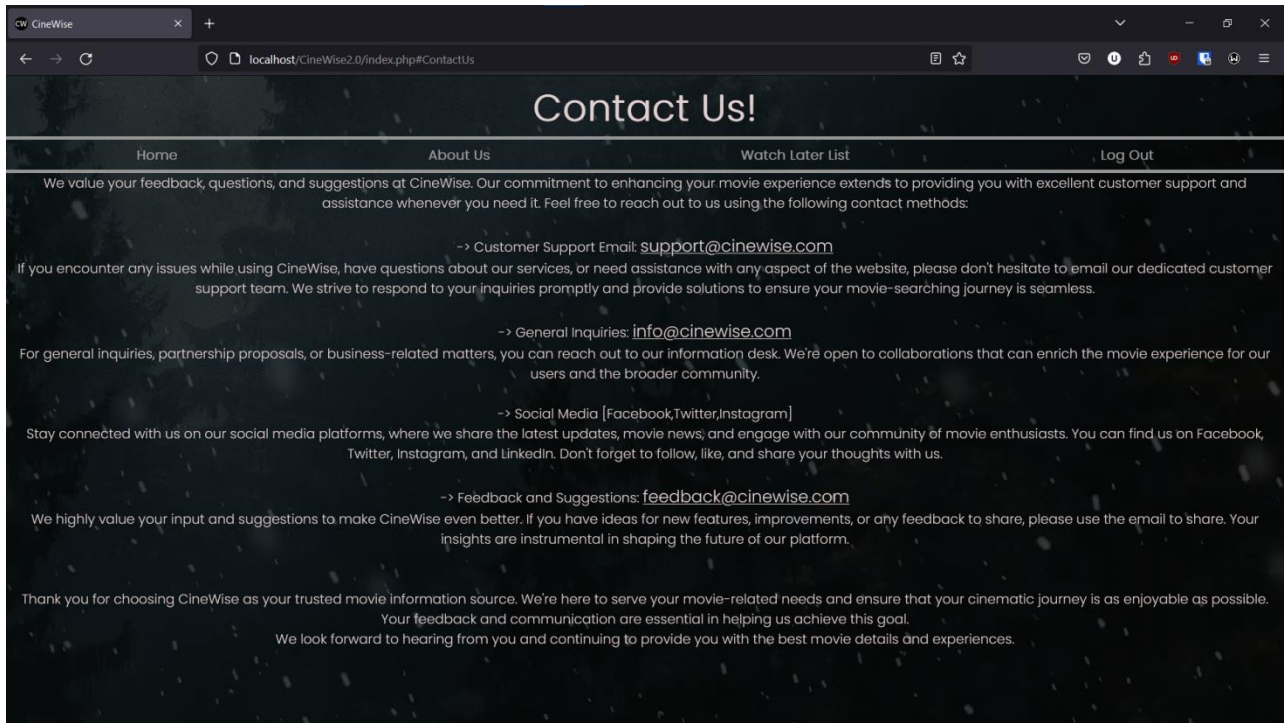 CW CineWise
localhost/CineWise2.0/index.php#ContactUs
Contact Us!
Home About Us Watch Later List Log Out
We value your feedback, questions, and suggestions at CineWise. Our commitment to enhancing your movie experience extends to providing you with excellent customer support and
assistance whenever you need it. Feel free to reach out to us using the following contact methods:
-> Customer Support Email: support@cinewise.com
If you encounter any issues while using CineWise, have questions about our services, or need assistance with any aspect of the website, please don't hesitate to email our dedicated customer
support team. We strive to respond to your inquiries promptly and provide solutions to ensure your movie-searching journey is seamless.
-> General Inquiries: info@cinewise.com
For general inquiries, partnership proposals, or business-related matters, you can reach out to our information desk. We're open to collaborations that can enrich the movie experience for our
users and the broader community.
-> Social Media [Facebook,Twitter,Instagram]
Stay connected with us on our social media platforms, where we share the latest updates, movie news, and engage with our community of movie enthusiasts. You can find us on Facebook,
Twitter, Instagram, and LinkedIn. Don't forget to follow, like, and share your thoughts with us.
-> Feedback and Suggestions: feedback@cinewise.com
We highly value your input and suggestions to make CineWise even better. If you have ideas for new features, improvements, or any feedback to share, please use the email to share. Your
insights are instrumental in shaping the future of our platform.
Thank you for choosing CineWise as your trusted movie information source. We're here to serve your movie-related needs and ensure that your cinematic journey is as enjoyable as possible.
Your feedback and communication are essential in helping us achieve this goal.
We look forward to hearing from you and continuing to provide you with the best movie details and experiences.